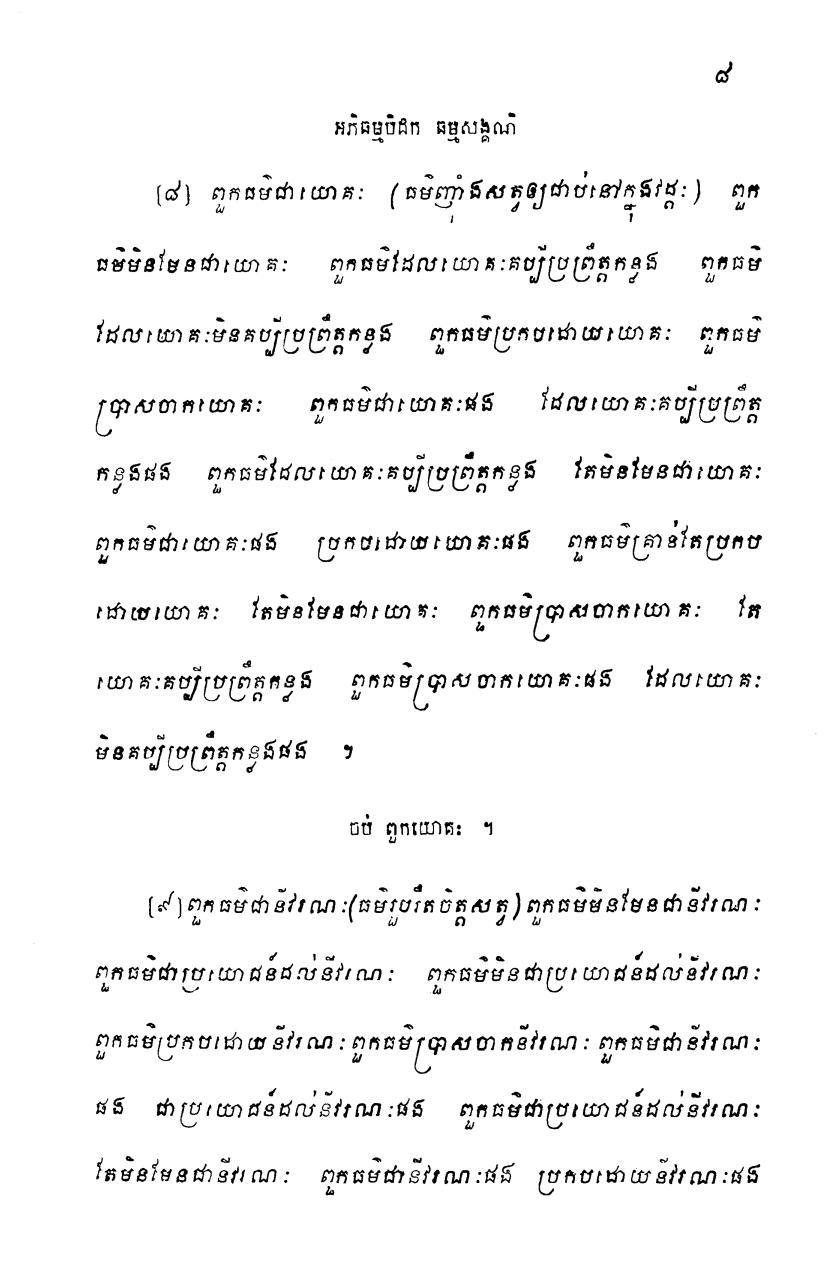 ៨
អភិធម្មបិដក ធម្មសង្គណិ
(៨) ពួកធម៌ជាយោគៈ (ធម៌ញ៉ាំងសត្វឲ្យជាប់នៅក្នុងវដ្តៈ) ពួក
ធម៌មិនមែនជាយោគៈ ពួកធម៌ដែលយោគៈគប្បីប្រព្រឹត្តកន្លង ពួកធម៌
ដែលយោគៈមិនគប្បីប្រព្រឹត្តកន្លង ពួកធម៌ប្រកបដោយយោគៈ ពួកធម៌
ប្រាសចាកយោគៈ ពួកធម៌ជាយោគៈផង ដែលយោគៈគប្បីប្រព្រឹត្ត
កន្លងផង ពួកធម៌ដែលយោគៈគប្បីប្រព្រឹត្តកន្លង តែមិនមែនជាយោគៈ
ពួកធម៌ជាយោគៈផង ប្រកបដោយយោគៈផង ពួកធម៌គ្រាន់តែប្រកប
ដោយយោគៈ តែមិនមែនជាយោគៈ ពួកធម៌ប្រាសចាកយោគៈ តែ
យោគៈគប្បីប្រព្រឹត្តកន្លង ពួកធម៌ប្រាសចាកយោគៈផង ដែលយោគៈ
មិនគប្បីប្រព្រឹត្តកន្លងផង ។
ចប់ ពួកយោគៈ ។
(៩) ពួកធម៌ជានីវរណៈ (ធម៌រួបរឹតចិត្តសត្វ) ពួកធម៌មិនមែនជានីវរណៈ
ពួកធម៌ជាប្រយោជន៍ដល់នីវរណៈ ពួកធម៌មិនជាប្រយោជន៍ដល់នីវរណៈ
ពួកធម៌ប្រកបដោយនីវរណៈ ពួកធម៌ប្រាសចាកនីវរណៈ ពួកធម៌ជានីវរណៈ
ផង ជាប្រយោជន៍ដល់នីវរណៈផង ពួកធម៌ជាប្រយោជន៍ដល់នីវរណៈ
តែមិនមែនជានីវរណៈ ពួកធម៌ជានីវរណៈផង ប្រកបដោយនីវរណៈផង